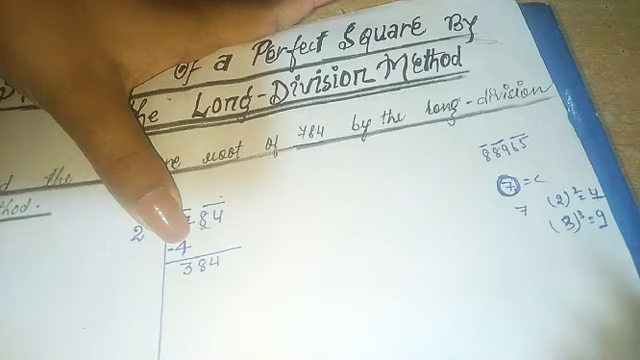 of a Perfect Square By
the Long-Division Method
the root of 784 by the long-division
thod.
88965
7 = <
7 (2)² = 4
(3)² = 9
2 784
-4
384